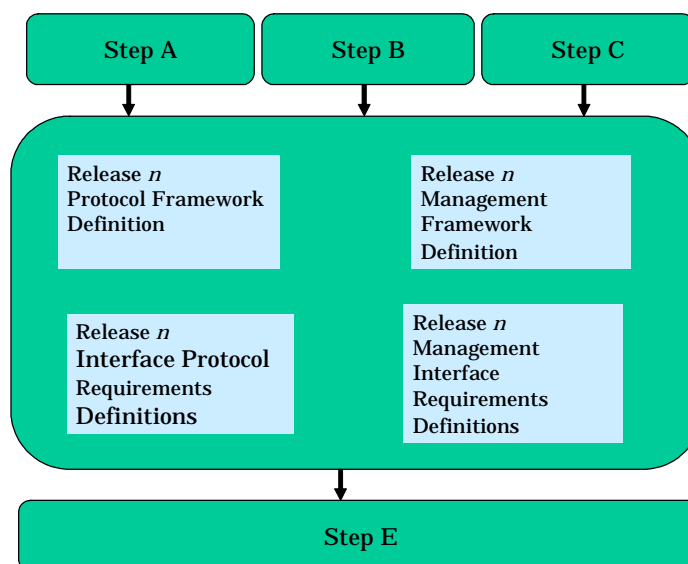 Step A
Step B
Step C
Release n
Protocol Framework
Definition
Release n
Management
Framework
Definition
Release n
Interface Protocol
Requirements
Definitions
Release n
Management
Interface
Requirements
Definitions
Step E